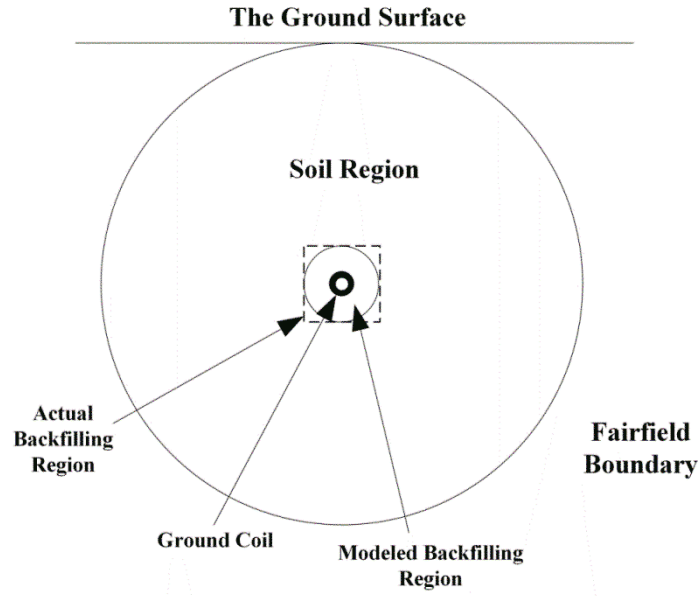 The Ground Surface
Soil Region
Actual
Backfilling
Region
Fairfield
Boundary
Ground Coil
Modeled Backfilling
Region